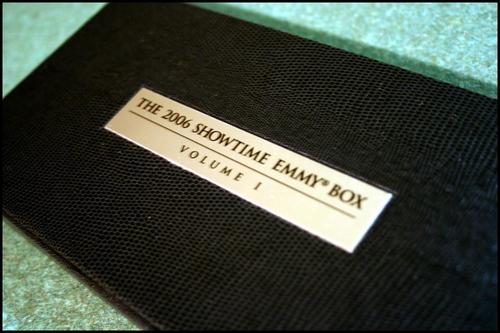 THE 2006 SHOWTIME EMMY® BOX
VOLUME I